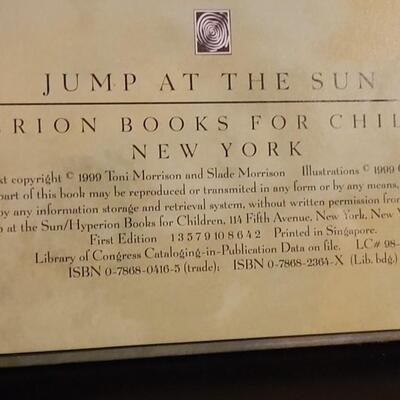 JUMP AT THE SUN
ERION BOOKS FOR CHIL
NEW YORK
xt copyright © 1999 Toni Morrison and Slade Morrison Illustrations © 1999
part of this book may be reproduced or transmitted in any form or by any means,
by any information storage and retrieval system, without written permission from
p at the Sun/Hyperion Books for Children, 114 Fifth Avenue, New York, New Y
First Edition 1 3 5 7 9 10 8 6 4 2 Printed in Singapore.
Library of Congress Cataloging-in-Publication Data on file. LC# 98-
ISBN 0-7868-0416-5 (trade): ISBN 0-7868-2364-X (Lib. bdg.)